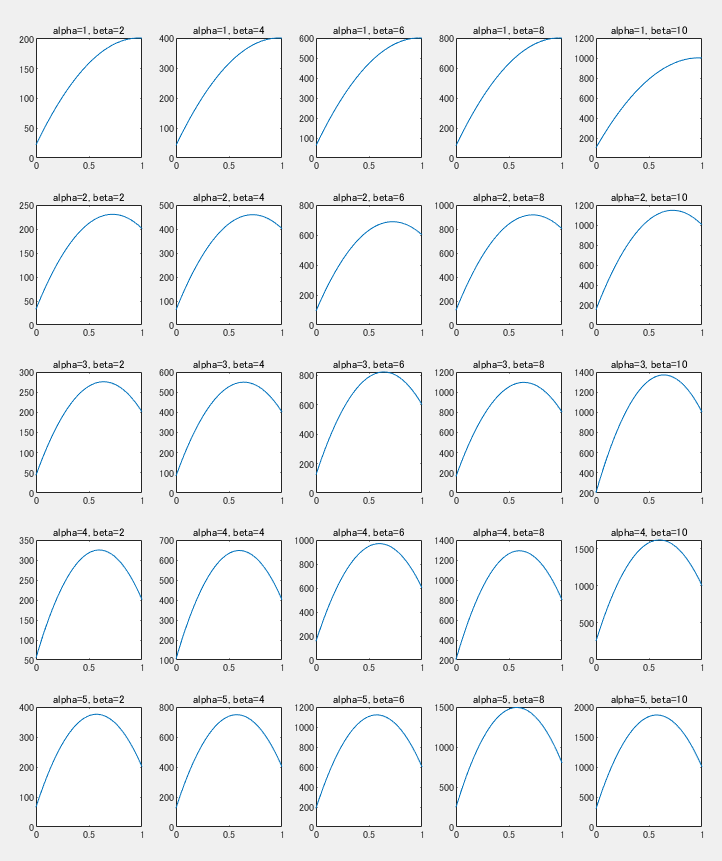 alpha=1, beta=2 alpha=1, beta=4 alpha=1, beta=6 alpha=1, beta=8 alpha=1, beta=10
200 400 600 800 1200
150 300 500 600 1000
100 200 400 400 800
50 100 300 200 600
0 0 200 0 400
100 200
0 0
0 0.5 1 0 0.5 1 0 0.5 1 0 0.5 1 0 0.5 1
alpha=2, beta=2 alpha=2, beta=4 alpha=2, beta=6 alpha=2, beta=8 alpha=2, beta=10
250 500 800 1000 1200
200 400 600 800 1000
150 300 400 600 800
100 200 200 400 600
50 100 0 200 400
0 0 0 200
0
0 0.5 1 0 0.5 1 0 0.5 1 0 0.5 1 0 0.5 1
alpha=3, beta=2 alpha=3, beta=4 alpha=3, beta=6 alpha=3, beta=8 alpha=3, beta=10
300 600 800 1200 1400
250 500 600 1000 1200
200 400 400 800 1000
150 300 200 600 800
100 200 0 400 600
50 100 200 400
0 0 0 200
0 0.5 1 0 0.5 1 0 0.5 1 0 0.5 1 0 0.5 1
alpha=4, beta=2 alpha=4, beta=4 alpha=4, beta=6 alpha=4, beta=8 alpha=4, beta=10
350 700 1000 1400 1500
300 600 800 1200 1000
250 500 600 1000 500
200 400 400 800 0
150 300 200 600
100 200 0 400
50 100 200
0 0.5 1 0 0.5 1 0 0.5 1 0 0.5 1 0 0.5 1
alpha=5, beta=2 alpha=5, beta=4 alpha=5, beta=6 alpha=5, beta=8 alpha=5, beta=10
400 800 1200 1500 2000
300 600 1000 1000 1500
200 400 800 500 1000
100 200 600 500
0 0 400 0
200
0
0 0.5 1 0 0.5 1 0 0.5 1 0 0.5 1 0 0.5 1